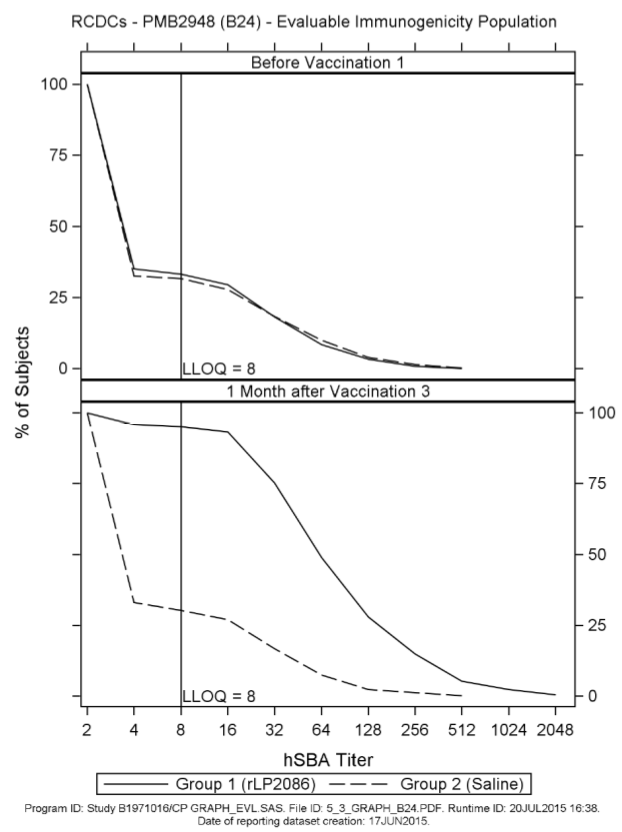 RCDCs - PMB2948 (B24) - Evaluable Immunogenicity Population
Before Vaccination 1
100
75
50
25
0
LLOQ = 8
% of Subjects
1 Month after Vaccination 3
100
75
50
25
0
LLOQ = 8
2 4 8 16 32 64 128 256 512 1024 2048
hSBA Titer
Group 1 (rLP2086) Group 2 (Saline)
Program ID: Study B1971016/CP GRAPH_EVL.SAS. File ID: 5_3_GRAPH_B24.PDF. Runtime ID: 20JUL2015 16:38.
Date of reporting dataset creation: 17JUN2015.